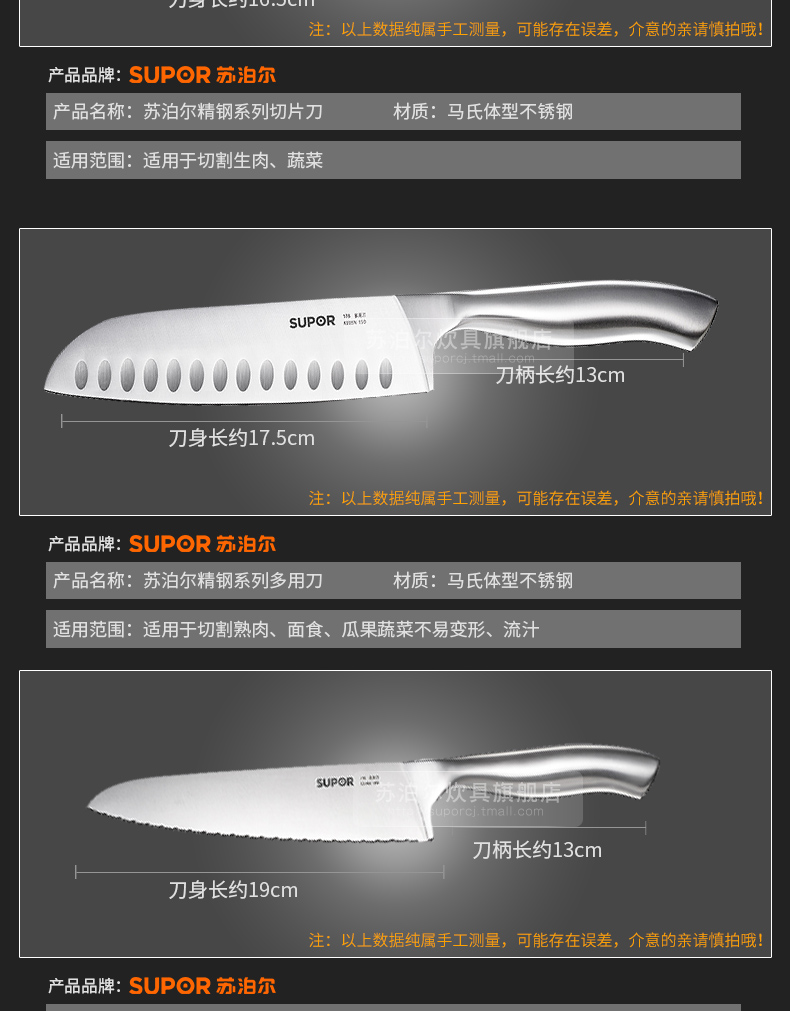 刀身长约16.5cm
注：以上数据纯属手工测量，可能存在误差，介意的亲请慎拍哦！
产品品牌：SUPOR 苏泊尔
产品名称：苏泊尔精钢系列切片刀 材质：马氏体型不锈钢
适用范围：适用于切割生肉、蔬菜
SUPOR
苏泊尔炊具旗舰店
suporcj.tmall.com
刀柄长约13cm
刀身长约17.5cm
注：以上数据纯属手工测量，可能存在误差，介意的亲请慎拍哦！
产品品牌：SUPOR 苏泊尔
产品名称：苏泊尔精钢系列多用刀 材质：马氏体型不锈钢
适用范围：适用于切割熟肉、面食、瓜果蔬菜不易变形、流汁
SUPOR
苏泊尔炊具旗舰店
suporcj.tmall.com
刀柄长约13cm
刀身长约19cm
注：以上数据纯属手工测量，可能存在误差，介意的亲请慎拍哦！
产品品牌：SUPOR 苏泊尔